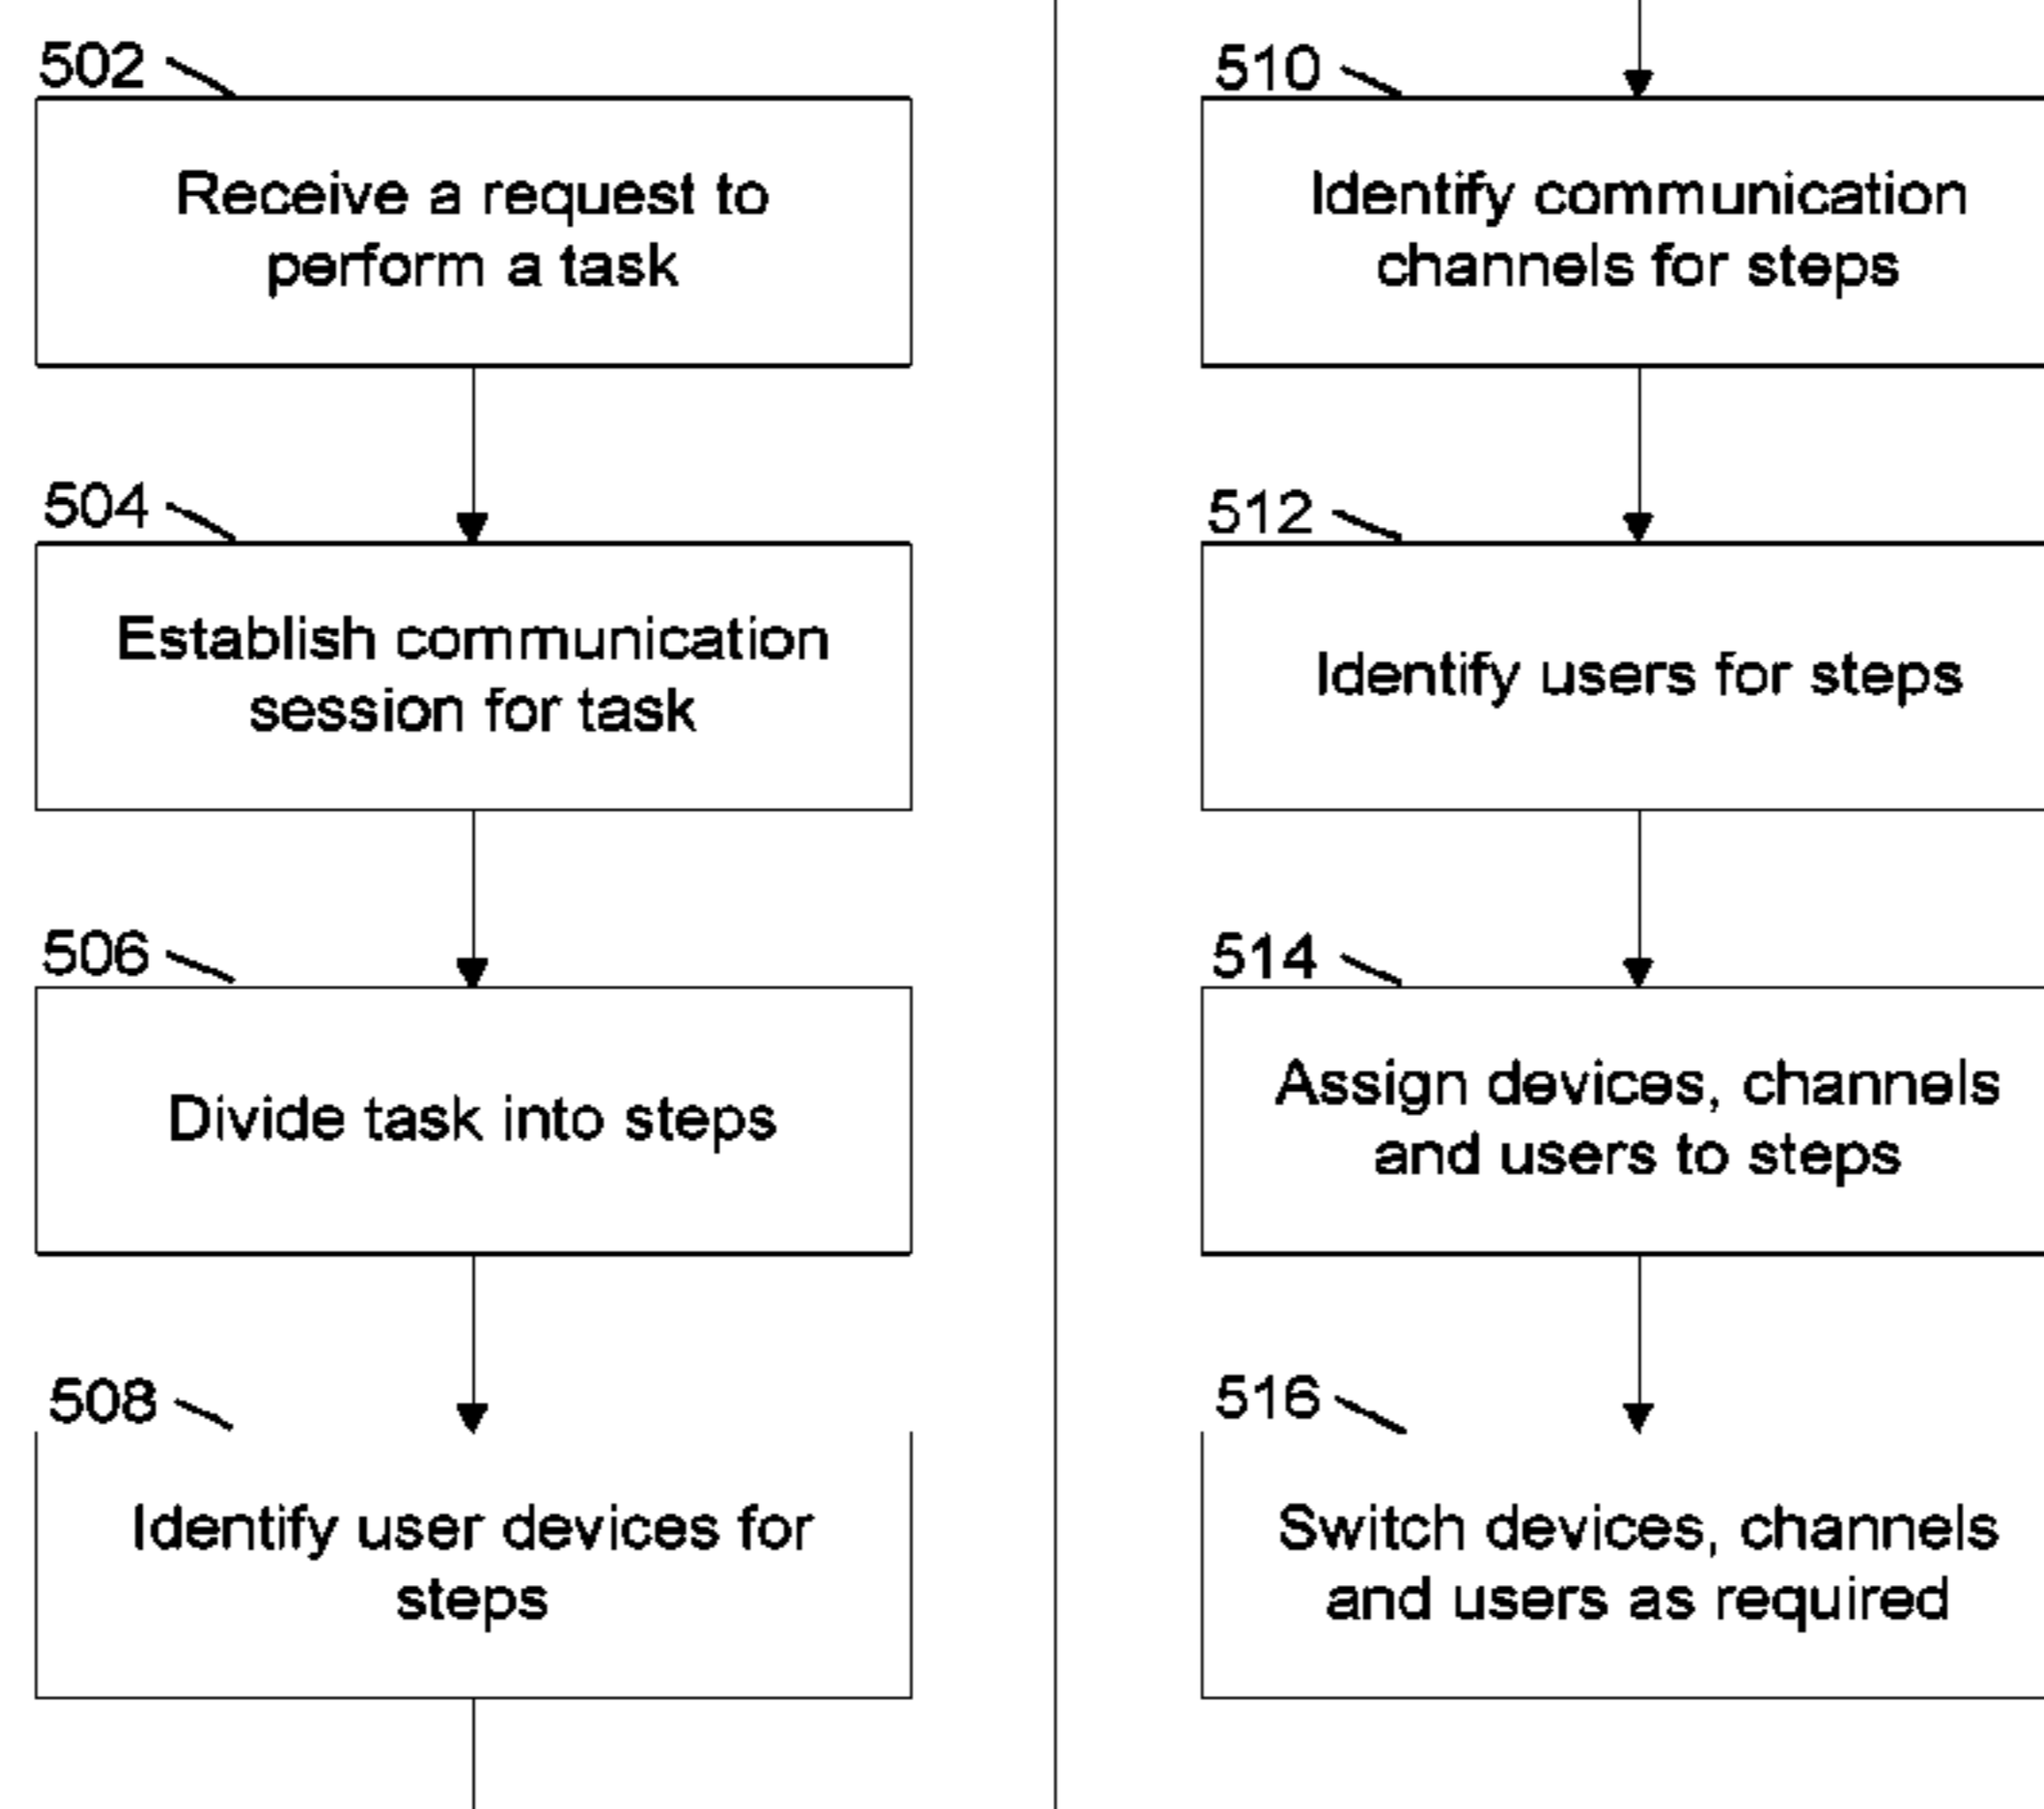 502
Receive a request to
perform a task
504
Establish communication
session for task
506
Divide task into steps
508
Identify user devices for
steps
510
Identify communication
channels for steps
512
Identify users for steps
514
Assign devices, channels
and users to steps
516
Switch devices, channels
and users as required